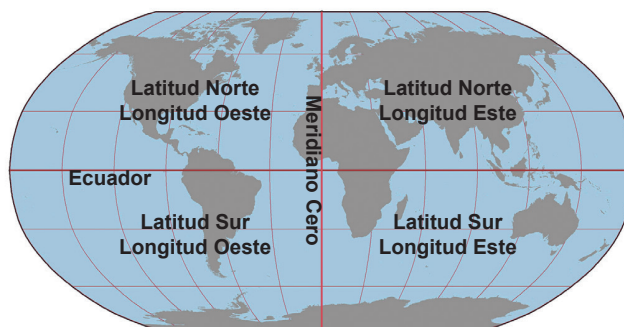 Latitud Norte
Longitud Oeste
Latitud Norte
Longitud Este
Meridiano Cero
Ecuador
Latitud Sur
Longitud Oeste
Latitud Sur
Longitud Este